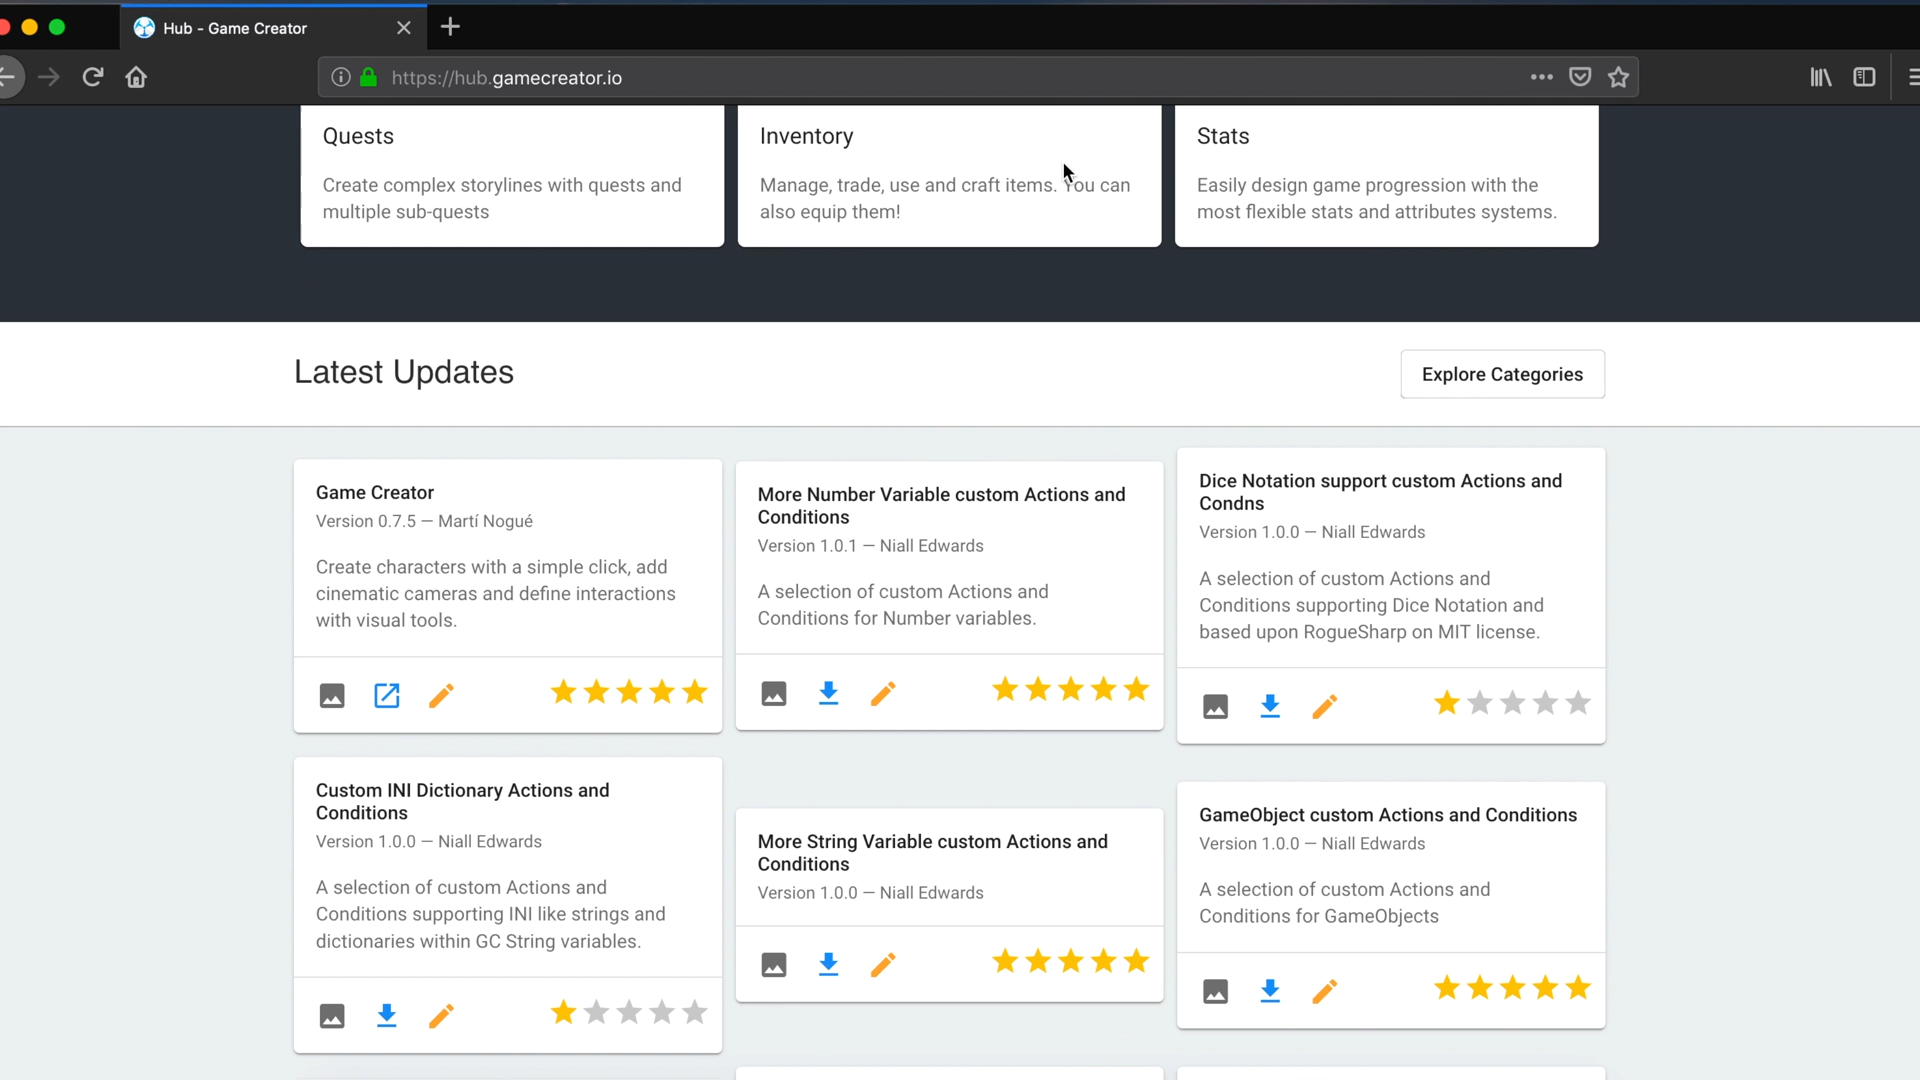 Hub - Game Creator
https://hub.gamecreator.io
Quests
Create complex storylines with quests and
multiple sub-quests
Inventory
Manage, trade, use and craft items. You can
also equip them!
Stats
Easily design game progression with the
most flexible stats and attributes systems.
Latest Updates
Explore Categories
Game Creator
Version 0.7.5 — Martí Nogué
Create characters with a simple click, add
cinematic cameras and define interactions
with visual tools.
More Number Variable custom Actions and
Conditions
Version 1.0.1 — Niall Edwards
A selection of custom Actions and
Conditions for Number variables.
Dice Notation support custom Actions and
Condns
Version 1.0.0 — Niall Edwards
A selection of custom Actions and
Conditions supporting Dice Notation and
based upon RogueSharp on MIT license.
Custom INI Dictionary Actions and
Conditions
Version 1.0.0 — Niall Edwards
A selection of custom Actions and
Conditions supporting INI like strings and
dictionaries within GC String variables.
More String Variable custom Actions and
Conditions
Version 1.0.0 — Niall Edwards
GameObject custom Actions and Conditions
Version 1.0.0 — Niall Edwards
A selection of custom Actions and
Conditions for GameObjects